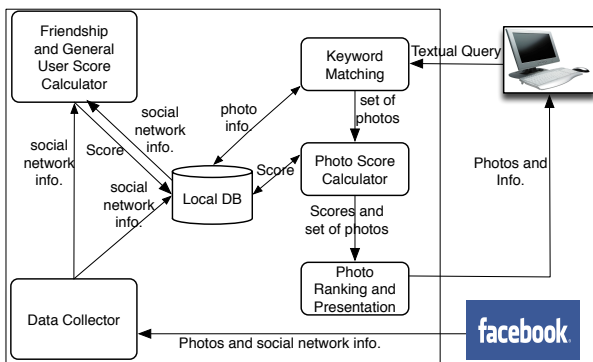 Friendship
and General
User Score
Calculator
Keyword
Matching
Textual Query
social
network
info.
photo
info.
set of
photos
social
network
info.
Score
social
network
info.
Local DB
Score
Photo Score
Calculator
Photos and
Info.
Scores and
set of photos
Photo
Ranking and
Presentation
Data Collector
Photos and social network info.
facebook.